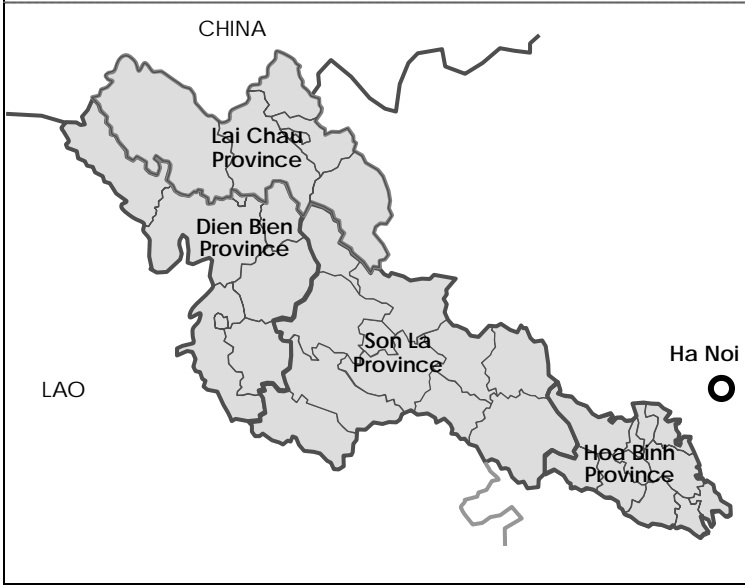 CHINA
Lai Chau
Province
Dien Bien
Province
Son La
Province
Ha Noi
LAO
Hoa Binh
Province